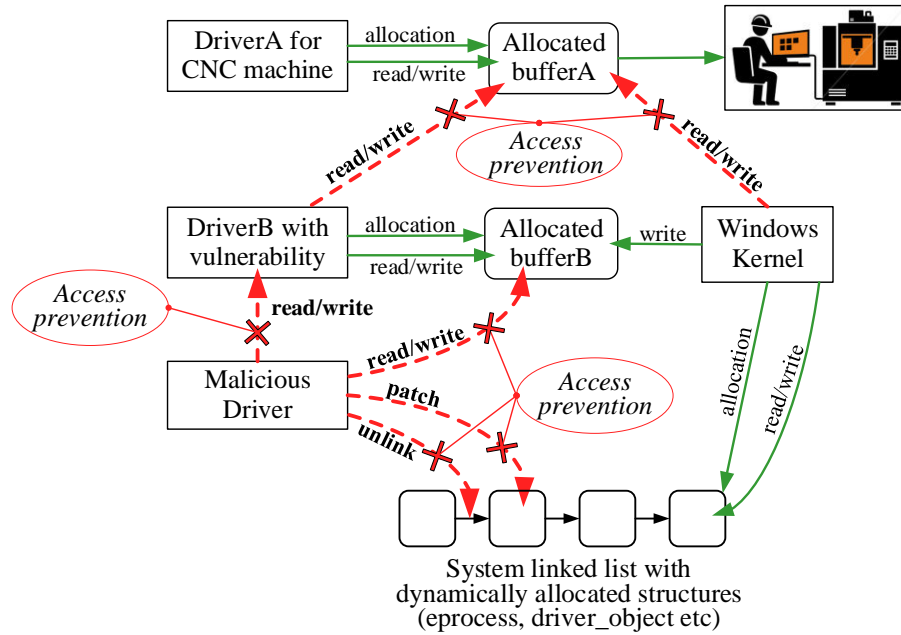 DriverA for
CNC machine
allocation
read/write
Allocated
bufferA
read/write
Access
prevention
read/write
DriverB with
vulnerability
allocation
read/write
Allocated
bufferB
write
Windows
Kernel
Access
prevention
read/write
Malicious
Driver
read/write
patch
unlink
Access
prevention
allocation
read/write
System linked list with
dynamically allocated structures
(eprocess, driver_object etc)